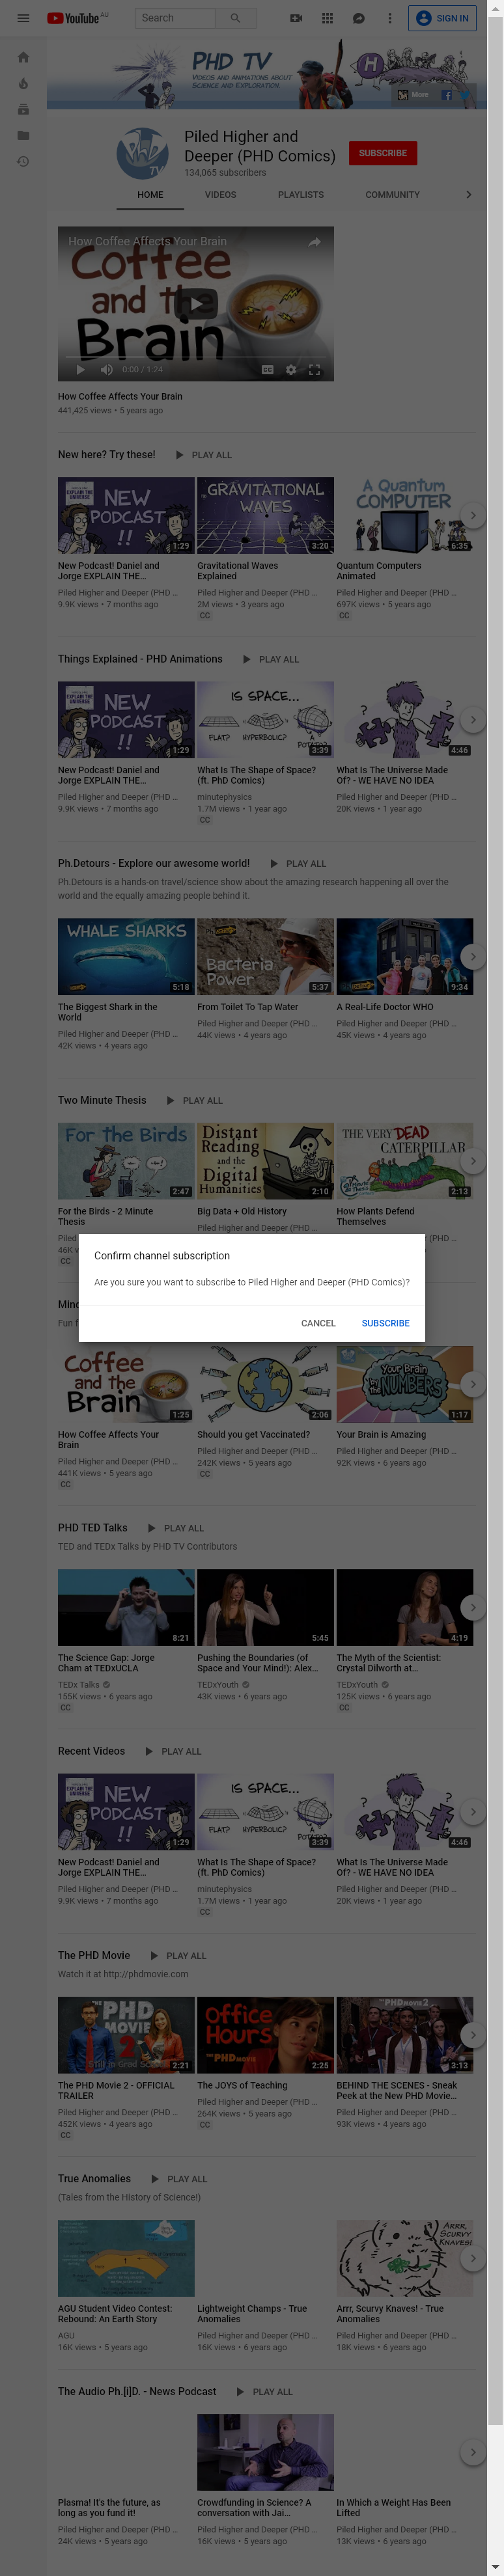 YouTube AU
Search
SIGN IN
PHD TV
VIDEOS AND ANIMATIONS ABOUT
SCIENCE AND EXPLORATION.
More
TV
Piled Higher and
Deeper (PHD Comics)
134,065 subscribers
SUBSCRIBE
HOME VIDEOS PLAYLISTS COMMUNITY
How Coffee Affects Your Brain
Coffee
and the
Brain
0:00 / 1:24
CC
How Coffee Affects Your Brain
441,425 views • 5 years ago
New here? Try these! PLAY ALL
EXPLAIN THE
UNIVERSE
NEW
PODCAST
!!
1:29
GRAVITATIONAL
WAVES
3:20
A Quantum
COMPUTER
6:35
New Podcast! Daniel and
Jorge EXPLAIN THE…
Piled Higher and Deeper (PHD …
9.9K views • 7 months ago
Gravitational Waves
Explained
Piled Higher and Deeper (PHD …
2M views • 3 years ago
CC
Quantum Computers
Animated
Piled Higher and Deeper (PHD …
697K views • 5 years ago
CC
Things Explained - PHD Animations PLAY ALL
EXPLAIN THE
UNIVERSE
NEW
PODCAST
!!
1:29
IS SPACE...
FLAT? HYPERBOLIC? POTATO?
3:39
4:46
New Podcast! Daniel and
Jorge EXPLAIN THE…
Piled Higher and Deeper (PHD …
9.9K views • 7 months ago
What Is The Shape of Space?
(ft. PhD Comics)
minutephysics
1.7M views • 1 year ago
CC
What Is The Universe Made
Of? - WE HAVE NO IDEA
Piled Higher and Deeper (PHD …
20K views • 1 year ago
Ph.Detours - Explore our awesome world! PLAY ALL
Ph.Detours is a hands-on travel/science show about the amazing research happening all over the
world and the equally amazing people behind it.
WHALE SHARKS
5:18
Bacteria
Power
5:37
9:34
The Biggest Shark in the
World
Piled Higher and Deeper (PHD …
42K views • 4 years ago
From Toilet To Tap Water
Piled Higher and Deeper (PHD …
44K views • 4 years ago
A Real-Life Doctor WHO
Piled Higher and Deeper (PHD …
45K views • 4 years ago
Two Minute Thesis PLAY ALL
For the Birds
2:47
Distant
Reading
and the
Digital
Humanities
2:10
THE VERY DEAD
CATERPILLAR
2:13
For the Birds - 2 Minute
Thesis
Big Data + Old History
Piled Higher and Deeper (PHD …
How Plants Defend
Themselves
CC
Confirm channel subscription
Are you sure you want to subscribe to Piled Higher and Deeper (PHD Comics)?
CANCEL SUBSCRIBE
Coffee
and the
Brain
1:25
2:06
Your Brain
by the
NUMBERS
1:17
How Coffee Affects Your
Brain
Piled Higher and Deeper (PHD …
441K views • 5 years ago
CC
Should you get Vaccinated?
Piled Higher and Deeper (PHD …
242K views • 5 years ago
CC
Your Brain is Amazing
Piled Higher and Deeper (PHD …
92K views • 6 years ago
PHD TED Talks PLAY ALL
TED and TEDx Talks by PHD TV Contributors
8:21
5:45
4:19
The Science Gap: Jorge
Cham at TEDxUCLA
TEDx Talks
155K views • 6 years ago
CC
Pushing the Boundaries (of
Space and Your Mind!): Alex…
TEDxYouth
43K views • 6 years ago
The Myth of the Scientist:
Crystal Dilworth at…
TEDxYouth
125K views • 6 years ago
CC
Recent Videos PLAY ALL
EXPLAIN THE
UNIVERSE
NEW
PODCAST
!!
1:29
IS SPACE...
FLAT? HYPERBOLIC? POTATO?
3:39
4:46
New Podcast! Daniel and
Jorge EXPLAIN THE…
Piled Higher and Deeper (PHD …
9.9K views • 7 months ago
What Is The Shape of Space?
(ft. PhD Comics)
minutephysics
1.7M views • 1 year ago
CC
What Is The Universe Made
Of? - WE HAVE NO IDEA
Piled Higher and Deeper (PHD …
20K views • 1 year ago
The PHD Movie PLAY ALL
Watch it at http://phdmovie.com
THE PHD
MOVIE
2
Still in Grad School
2:21
Office
Hours
THE PHD MOVIE
2:25
THE PHD MOVIE 2
3:13
The PHD Movie 2 - OFFICIAL
TRAILER
Piled Higher and Deeper (PHD …
452K views • 4 years ago
CC
The JOYS of Teaching
Piled Higher and Deeper (PHD …
264K views • 5 years ago
CC
BEHIND THE SCENES - Sneak
Peek at the New PHD Movie…
Piled Higher and Deeper (PHD …
93K views • 4 years ago
True Anomalies PLAY ALL
(Tales from the History of Science!)
ARRR,
SCURVY
KNAVES!
AGU Student Video Contest:
Rebound: An Earth Story
AGU
16K views • 5 years ago
Lightweight Champs - True
Anomalies
Piled Higher and Deeper (PHD …
16K views • 6 years ago
Arrr, Scurvy Knaves! - True
Anomalies
Piled Higher and Deeper (PHD …
18K views • 6 years ago
The Audio Ph.[i]D. - News Podcast PLAY ALL
Plasma! It's the future, as
long as you fund it!
Piled Higher and Deeper (PHD …
24K views • 5 years ago
Crowdfunding in Science? A
conversation with Jai…
Piled Higher and Deeper (PHD …
16K views • 5 years ago
In Which a Weight Has Been
Lifted
Piled Higher and Deeper (PHD …
13K views • 6 years ago